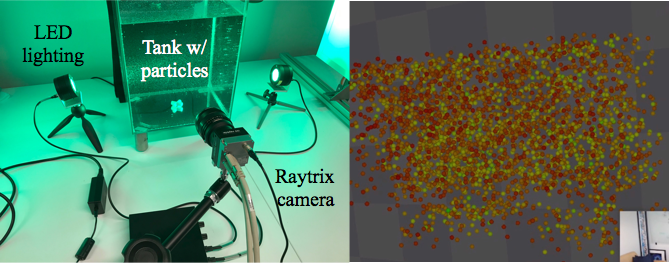 LED
lighting
Tank w/
particles
Raytrix
camera